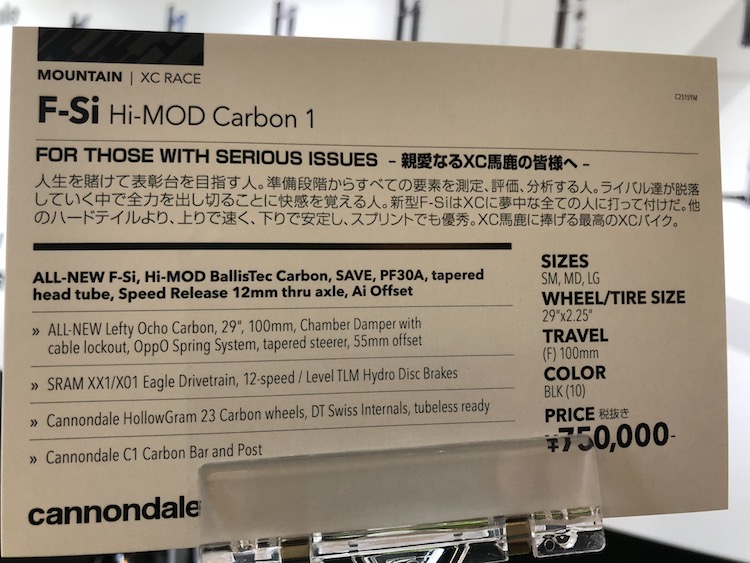 MOUNTAIN | XC RACE
C25159M
F-Si Hi-MOD Carbon 1
FOR THOSE WITH SERIOUS ISSUES - 親愛なるXC馬鹿の皆様へ -
人生を賭けて表彰台を目指す人。準備段階からすべての要素を測定、評価、分析する人。ライバル達が脱落
していく中で全力を出し切ることに快感を覚える人。新型F-SiはXCに夢中な全ての人に打って付けだ。他
のハードテイルより、上りで速く、下りで安定し、スプリントでも優秀。XC馬鹿に捧げる最高のXCバイク。
ALL-NEW F-Si, Hi-MOD BallisTec Carbon, SAVE, PF30A, tapered
head tube, Speed Release 12mm thru axle, Ai Offset
» ALL-NEW Lefty Ocho Carbon, 29", 100mm, Chamber Damper with
cable lockout, OppO Spring System, tapered steerer, 55mm offset
» SRAM XX1/X01 Eagle Drivetrain, 12-speed / Level TLM Hydro Disc Brakes
» Cannondale HollowGram 23 Carbon wheels, DT Swiss Internals, tubeless ready
» Cannondale C1 Carbon Bar and Post
SIZES
SM, MD, LG
WHEEL/TIRE SIZE
29"x2.25"
TRAVEL
(F) 100mm
COLOR
BLK (10)
PRICE 税抜き
¥750,000-
cannondale